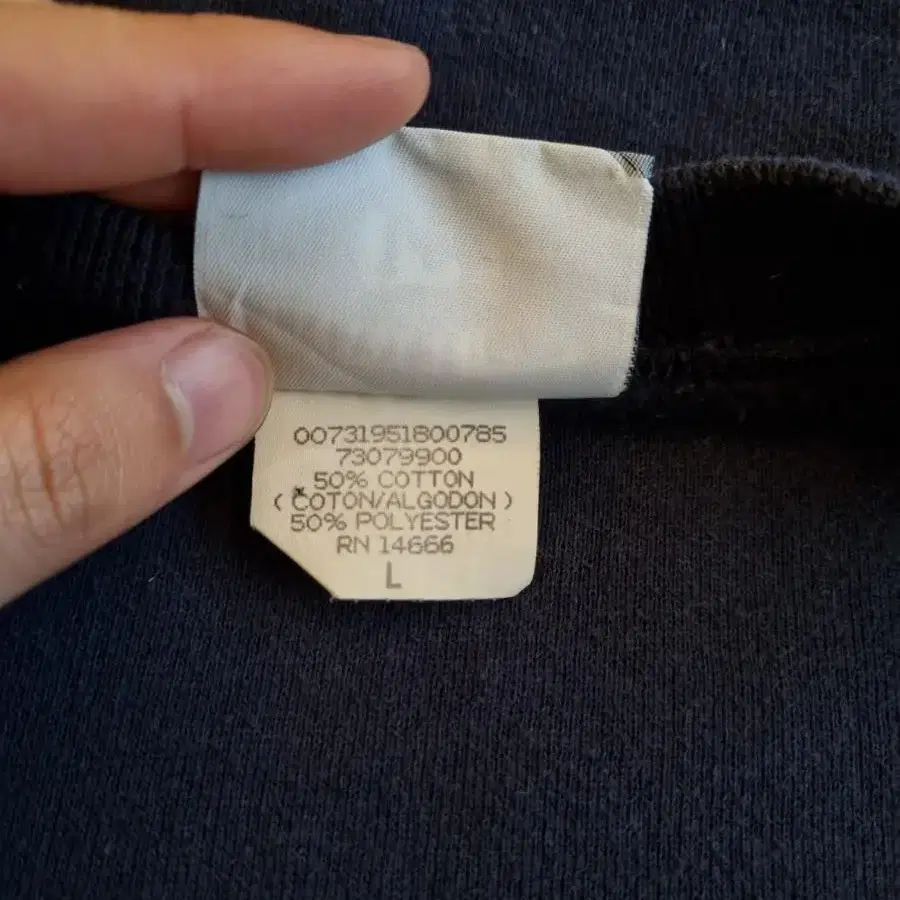 00731951800785
73079900
50% COTTON
( COTON/ALGODON )
50% POLYESTER
RN 14666
L